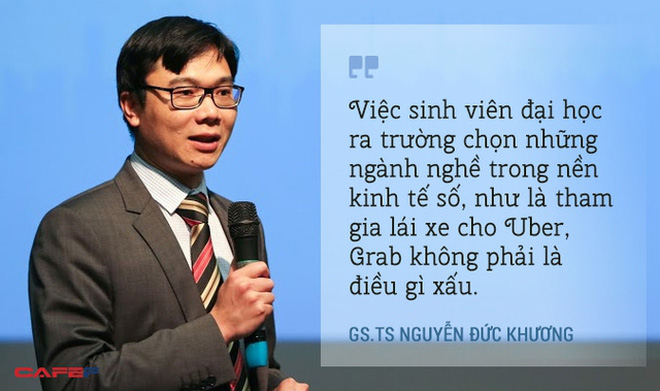 Việc sinh viên đại học
ra trường chọn những
ngành nghề trong nền
kinh tế số, như là tham
gia lái xe cho Uber,
Grab không phải là
điều gì xấu.
GS.TS NGUYỄN ĐỨC KHƯƠNG
CAFEF